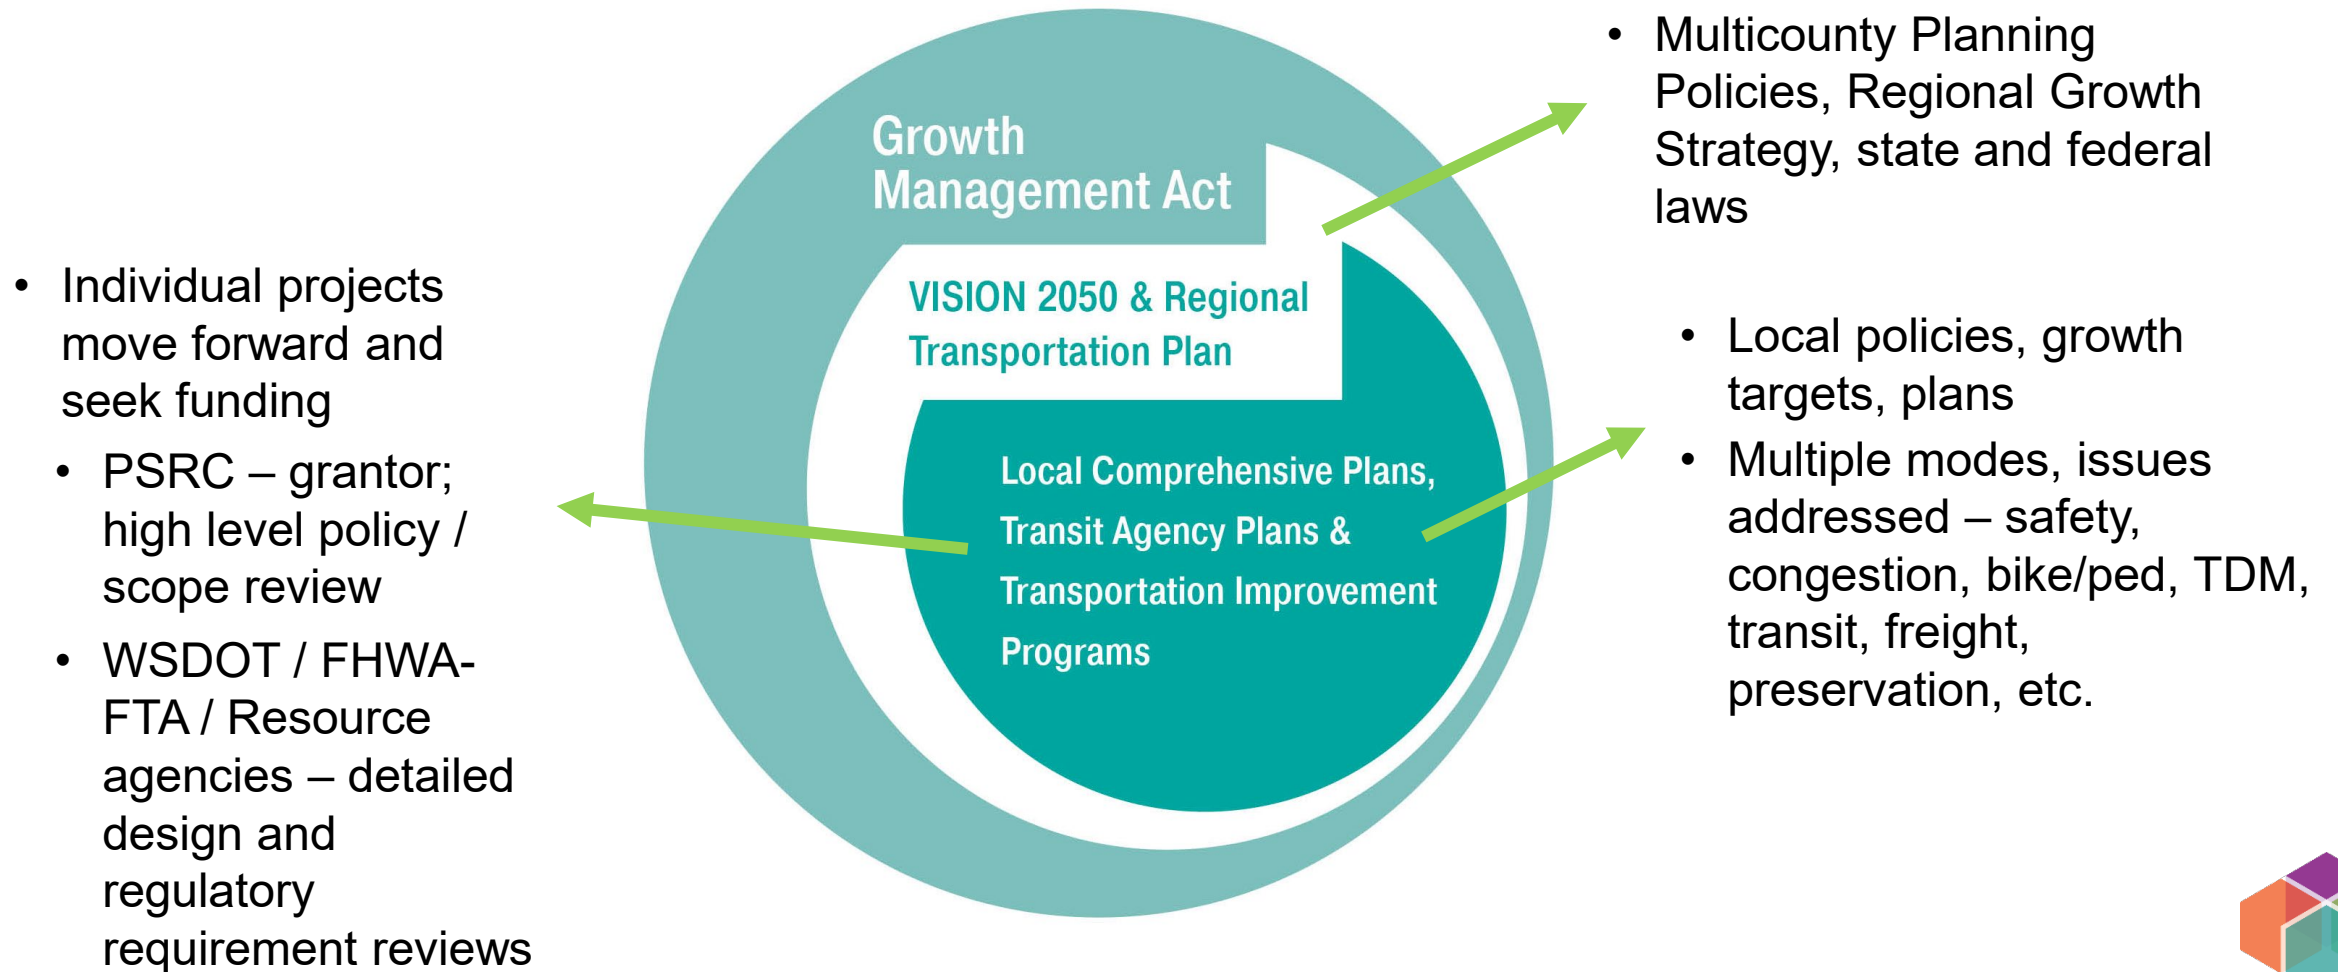 Growth
Management Act
VISION 2050 & Regional
Transportation Plan
Local Comprehensive Plans,
Transit Agency Plans &
Transportation Improvement
Programs
• Individual projects
move forward and
seek funding
• PSRC – grantor;
high level policy /
scope review
• WSDOT / FHWA-
FTA / Resource
agencies – detailed
design and
regulatory
requirement reviews
• Multicounty Planning
Policies, Regional Growth
Strategy, state and federal
laws
• Local policies, growth
targets, plans
• Multiple modes, issues
addressed – safety,
congestion, bike/ped, TDM,
transit, freight,
preservation, etc.